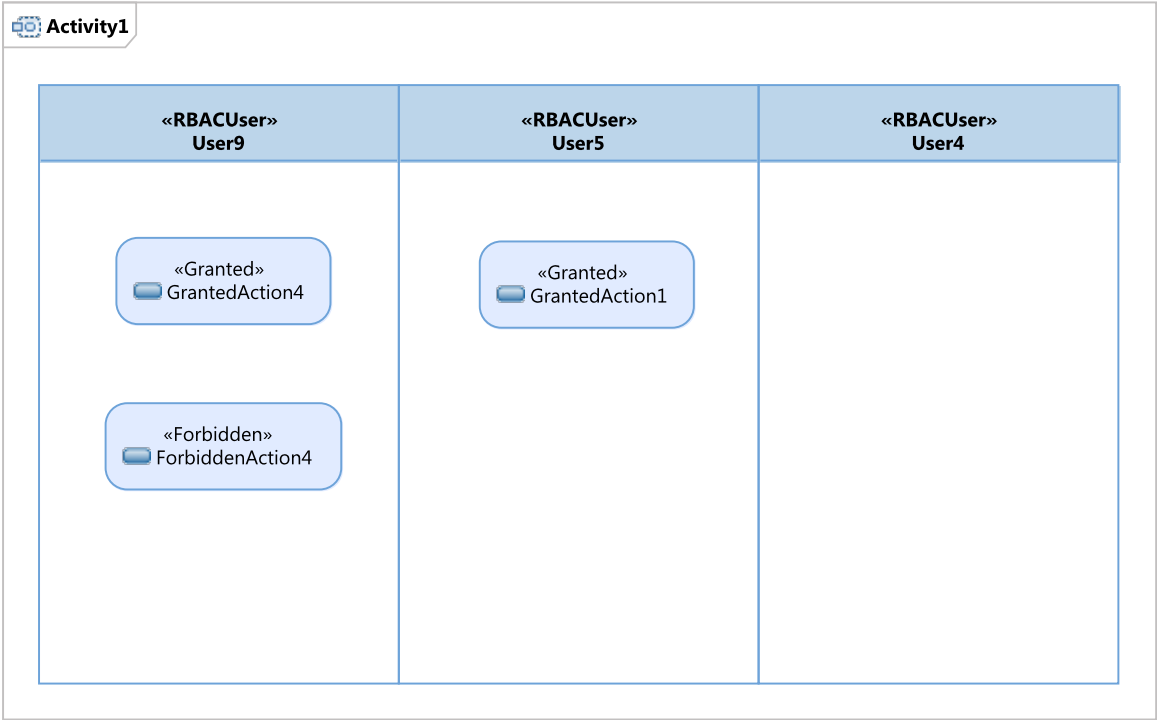 Activity1
«RBACUser»
User9
«RBACUser»
User5
«RBACUser»
User4
«Granted»
GrantedAction4
«Granted»
GrantedAction1
«Forbidden»
ForbiddenAction4